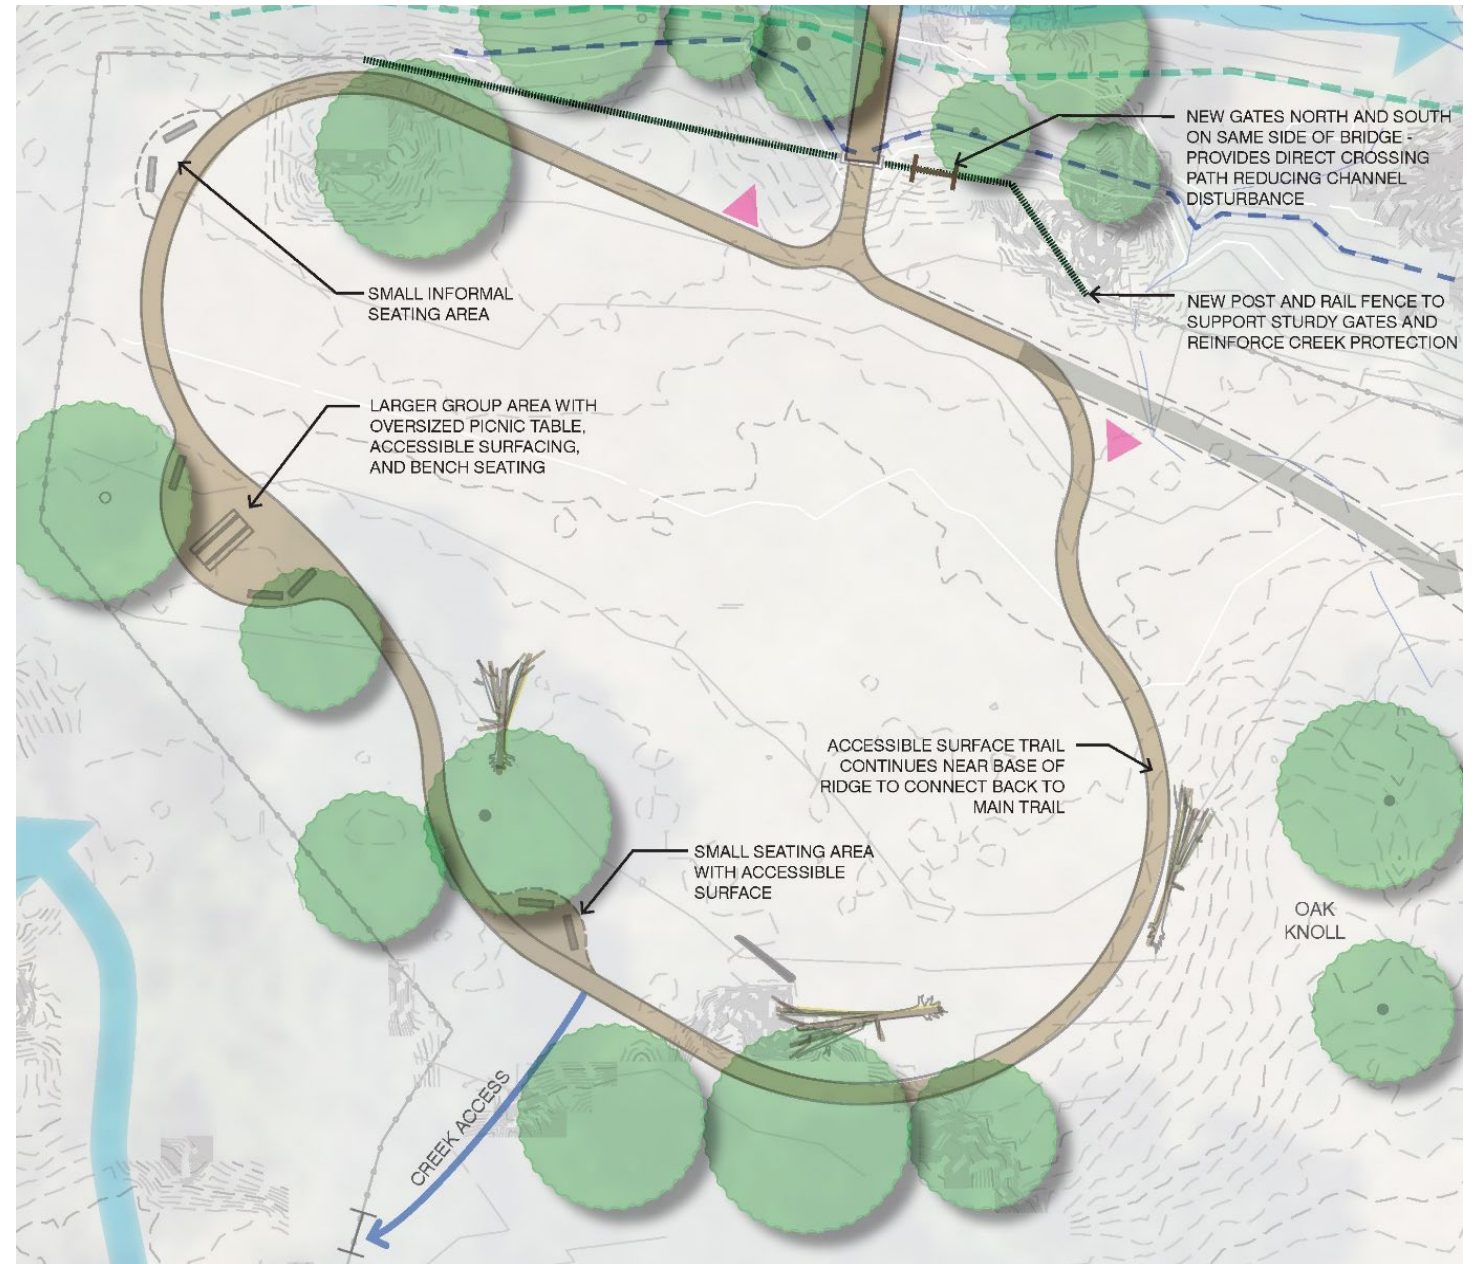 NEW GATES NORTH AND SOUTH
ON SAME SIDE OF BRIDGE -
PROVIDES DIRECT CROSSING
PATH REDUCING CHANNEL
DISTURBANCE
SMALL INFORMAL
SEATING AREA
NEW POST AND RAIL FENCE TO
SUPPORT STURDY GATES AND
REINFORCE CREEK PROTECTION
LARGER GROUP AREA WITH
OVERSIZED PICNIC TABLE,
ACCESSIBLE SURFACING,
AND BENCH SEATING
ACCESSIBLE SURFACE TRAIL
CONTINUES NEAR BASE OF
RIDGE TO CONNECT BACK TO
MAIN TRAIL
SMALL SEATING AREA
WITH ACCESSIBLE
SURFACE
OAK
KNOLL
CREEK ACCESS